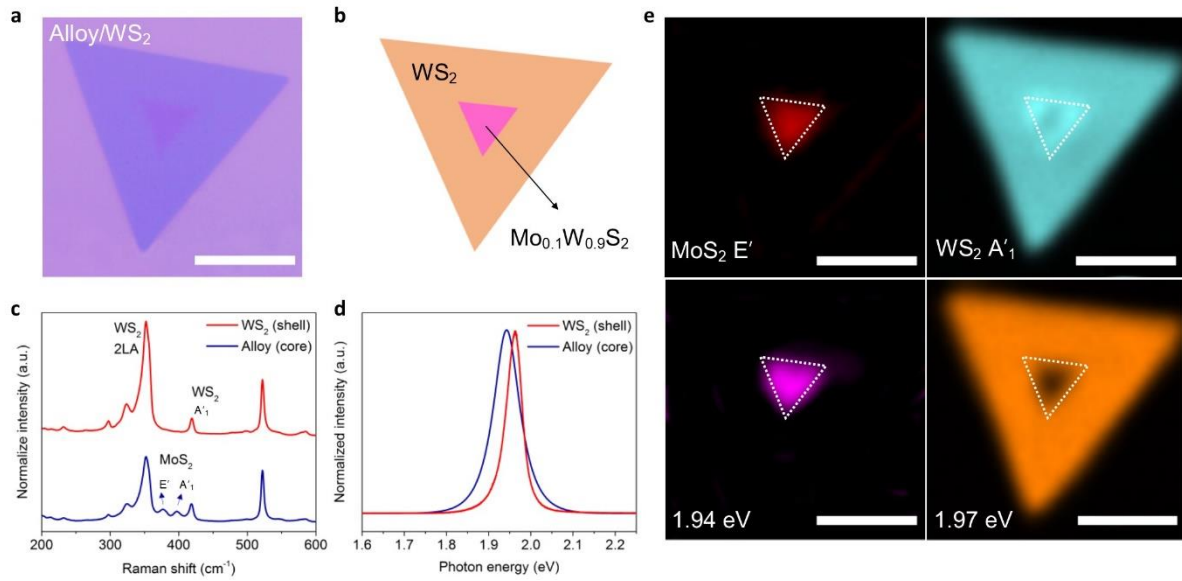 a
Alloy/WS₂
b
WS₂
Mo₀.₁W₀.₉S₂
c
Normalize intensity (a.u.)
WS₂
2LA
WS₂
A′₁
WS₂ (shell)
Alloy (core)
MoS₂
E′
A′₁
200
300
400
500
600
Raman shift (cm⁻¹)
d
Normalized intensity (a.u.)
WS₂ (shell)
Alloy (core)
1.6
1.7
1.8
1.9
2.0
2.1
2.2
Photon energy (eV)
e
MoS₂ E′
WS₂ A′₁
1.94 eV
1.97 eV